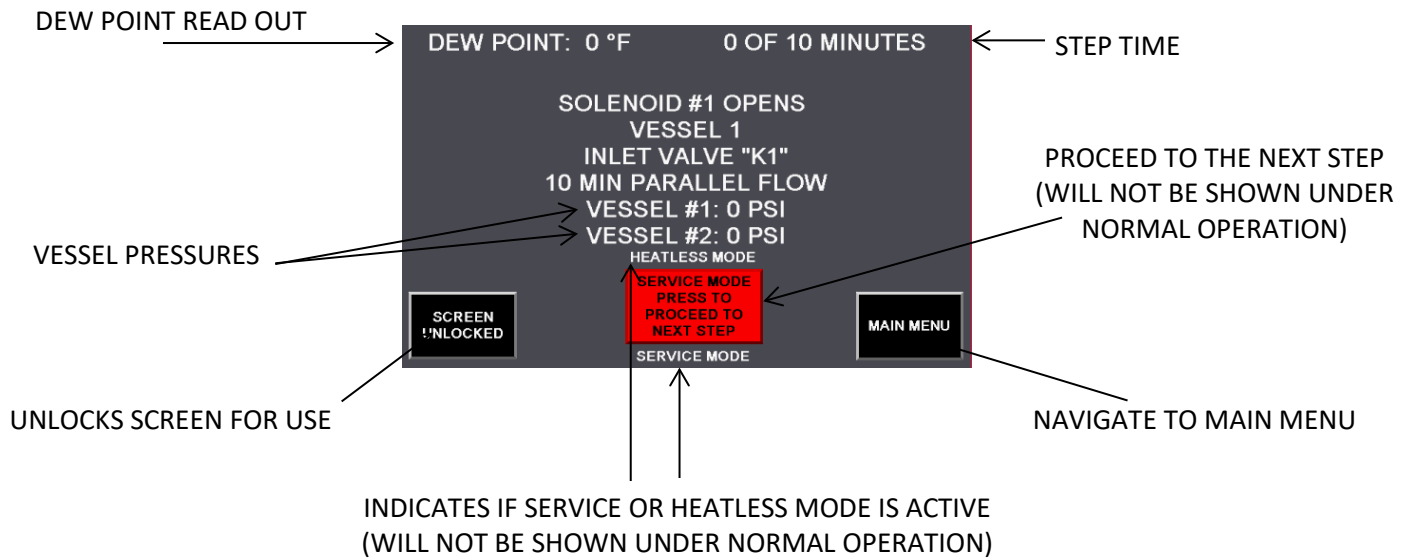 DEW POINT READ OUT
DEW POINT: 0 °F
0 OF 10 MINUTES
STEP TIME
SOLENOID #1 OPENS
VESSEL 1
INLET VALVE "K1"
10 MIN PARALLEL FLOW
VESSEL #1: 0 PSI
VESSEL #2: 0 PSI
HEATLESS MODE
PROCEED TO THE NEXT STEP
(WILL NOT BE SHOWN UNDER
NORMAL OPERATION)
VESSEL PRESSURES
SERVICE MODE
PRESS TO
PROCEED TO
NEXT STEP
SCREEN
UNLOCKED
MAIN MENU
SERVICE MODE
UNLOCKS SCREEN FOR USE
NAVIGATE TO MAIN MENU
INDICATES IF SERVICE OR HEATLESS MODE IS ACTIVE
(WILL NOT BE SHOWN UNDER NORMAL OPERATION)